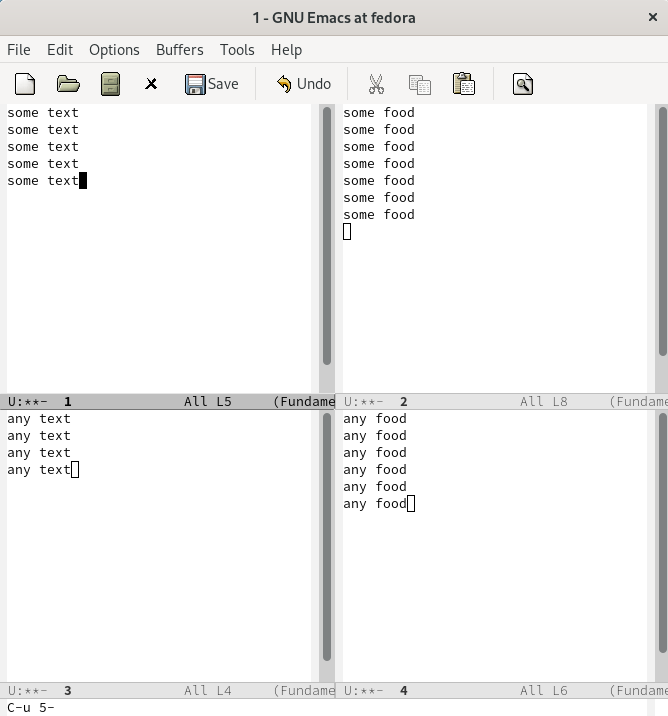 1 - GNU Emacs at fedora ×
File Edit Options Buffers Tools Help
Save Undo
some text
some text
some text
some text
some text
U:**- 1 All L5 (Fundame
some food
some food
some food
some food
some food
some food
some food
U:**- 2 All L8 (Fundame
any text
any text
any text
any text
U:**- 3 All L4 (Fundame
any food
any food
any food
any food
any food
any food
U:**- 4 All L6 (Fundame
C-u 5-